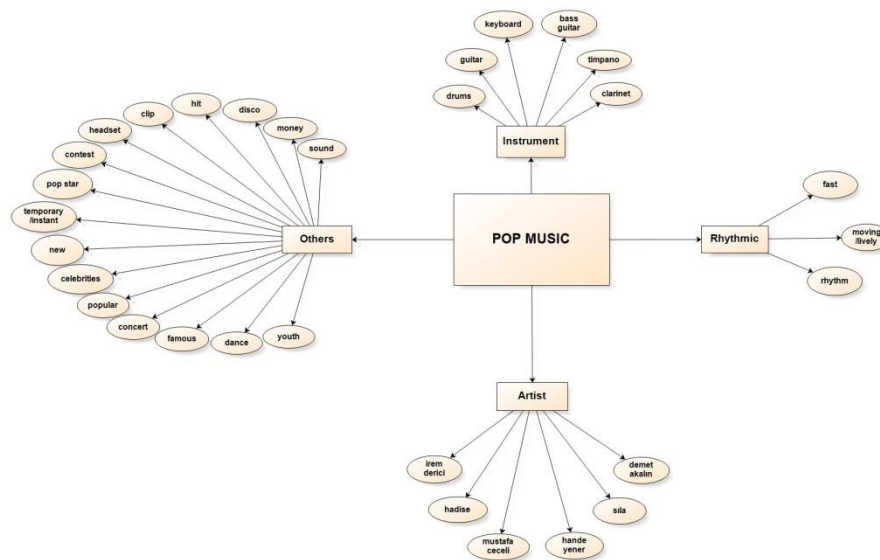 keyboard
bass
guitar
guitar
timpano
drums
clarinet
Instrument
hit
disco
clip
money
headset
sound
contest
pop star
temporary
/instant
new
celebrities
popular
concert
famous
dance
youth
Others
POP MUSIC
Rhythmic
fast
moving
/lively
rhythm
Artist
irem
derici
hadise
mustafa
ceceli
hande
yener
sıla
demet
akalın